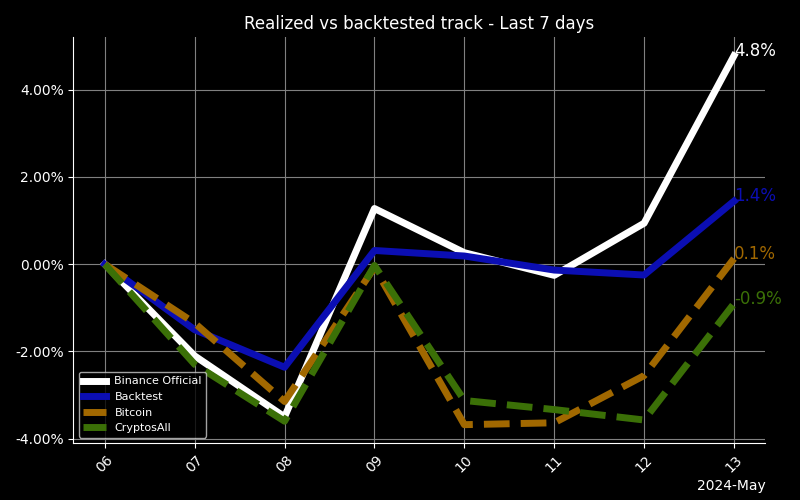 Realized vs backtested track - Last 7 days
4.8%
4.00%
2.00%
1.4%
0.1%
0.00%
-0.9%
-2.00%
Binance Official
Backtest
Bitcoin
CryptosAll
-4.00%
06 07 08 09 10 11 12 13
2024-May